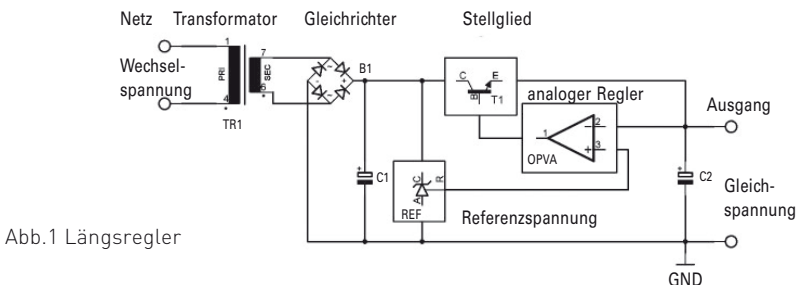 Netz Transformator Gleichrichter Stellglied
Wechsel-
spannung
1
4
PRI
SEC
7
TR1
~
~
-
+
B1
C
E
B
T1
analoger Regler
1
2
3
-
+
OPVA
Ausgang
+
C1
C
R
A
REF
Referenzspannung
+
C2
Gleich-
spannung
GND
Abb.1 Längsregler